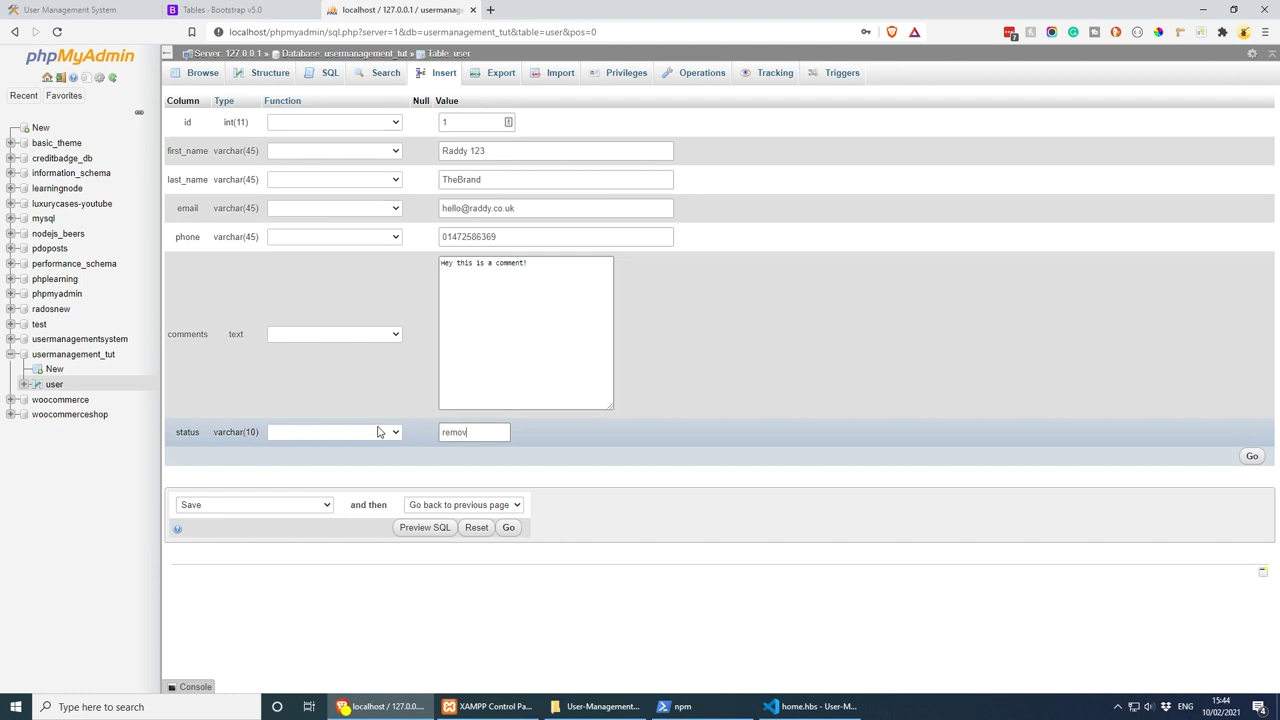 User Management System
Tables - Bootstrap v5.0
localhost / 127.0.0.1 / usermanage
localhost/phpmyadmin/sql.php?server=1&db=usermanagement_tut&table=user&pos=0
phpMyAdmin
Recent Favorites
New
basic_theme
creditbadge_db
information_schema
learningnode
luxurycases-youtube
mysql
nodejs_beers
pdoposts
performance_schema
phplearning
phpmyadmin
radosnew
test
usermanagementsystem
usermanagement_tut
New
user
woocommerce
woocommerceshop
Server: 127.0.0.1 » Database: usermanagement_tut » Table: user
Browse Structure SQL Search Insert Export Import Privileges Operations Tracking Triggers
Column Type Function Null Value
id int(11) 1
first_name varchar(45) Raddy 123
last_name varchar(45) TheBrand
email varchar(45) hello@raddy.co.uk
phone varchar(45) 01472586369
comments text Hey this is a comment!
status varchar(10) remov
Go
Save and then Go back to previous page
Preview SQL Reset Go
Console
Type here to search
localhost / 127.0.0....
XAMPP Control Pa...
User-Management...
npm
home.hbs - User-M...
ENG
15:44
10/02/2021
4